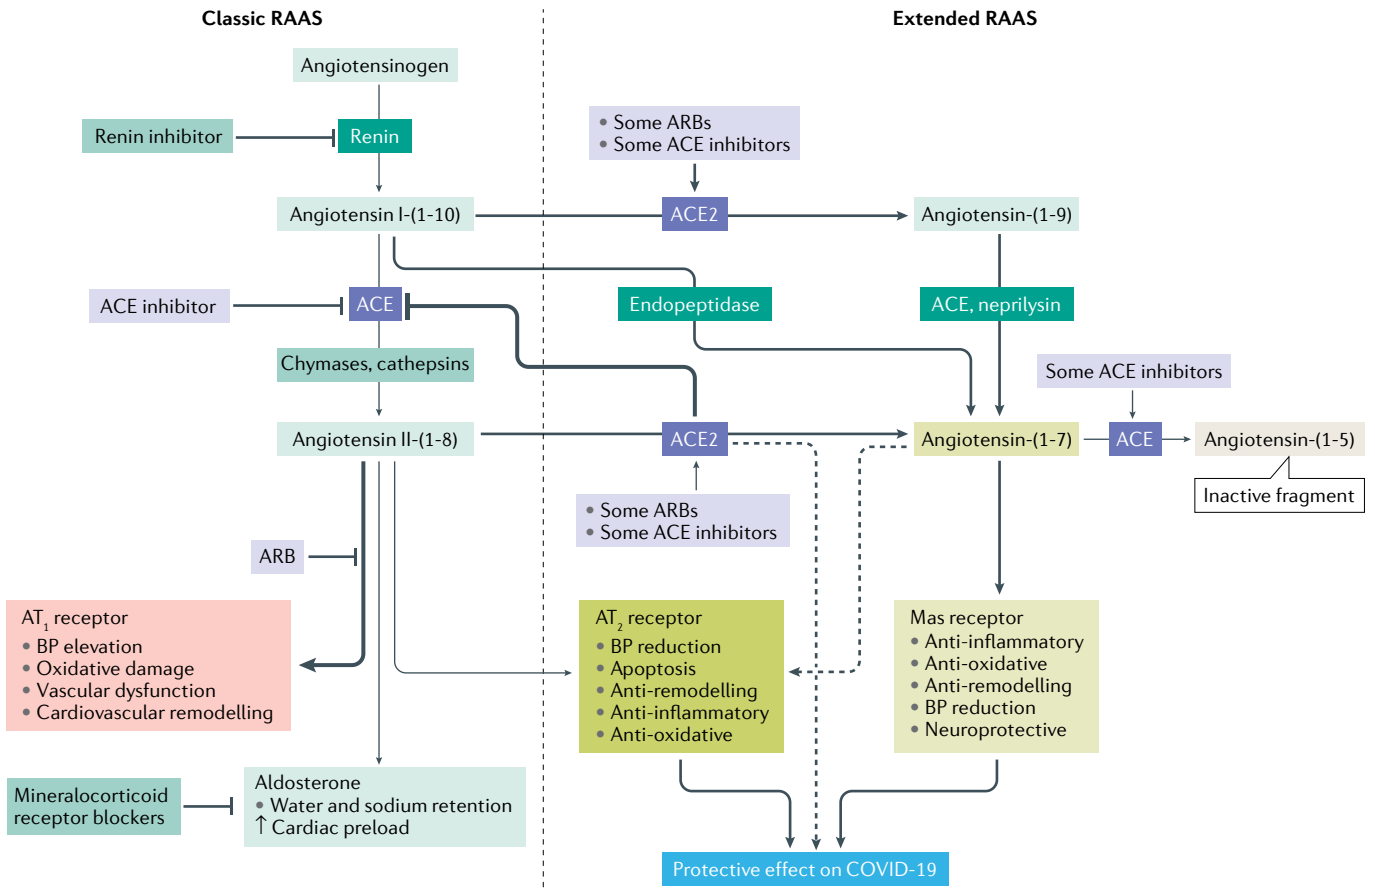 Classic RAAS
Extended RAAS
Angiotensinogen
Renin inhibitor
Renin
• Some ARBs
• Some ACE inhibitors
Angiotensin I-(1-10)
ACE2
Angiotensin-(1-9)
ACE inhibitor
ACE
Endopeptidase
ACE, neprilysin
Chymases, cathepsins
Some ACE inhibitors
Angiotensin II-(1-8)
ACE2
Angiotensin-(1-7)
ACE
Angiotensin-(1-5)
Inactive fragment
• Some ARBs
• Some ACE inhibitors
ARB
AT₁ receptor
• BP elevation
• Oxidative damage
• Vascular dysfunction
• Cardiovascular remodelling
AT₂ receptor
• BP reduction
• Apoptosis
• Anti-remodelling
• Anti-inflammatory
• Anti-oxidative
Mas receptor
• Anti-inflammatory
• Anti-oxidative
• Anti-remodelling
• BP reduction
• Neuroprotective
Mineralocorticoid
receptor blockers
Aldosterone
• Water and sodium retention
↑ Cardiac preload
Protective effect on COVID-19